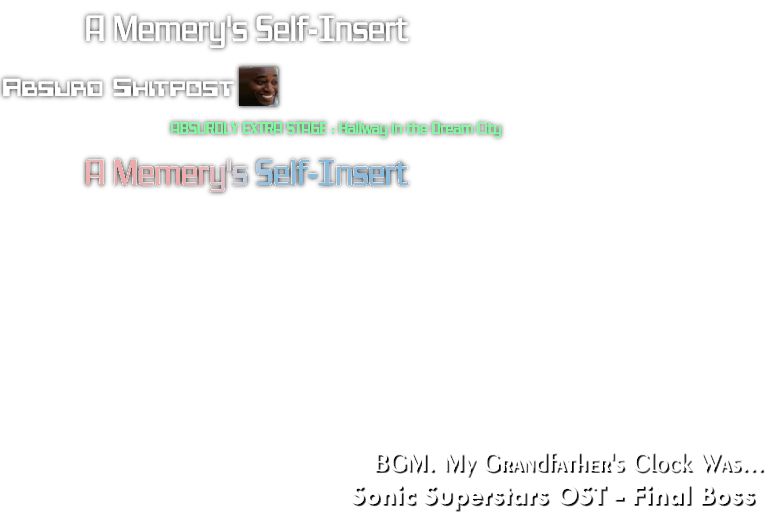 A Memery's Self-Insert
Absurd Shitpost
ABSURDLY EXTRA STAGE : Hallway in the Dream City
A Memery's Self-Insert
BGM. My Grandfather's Clock Was...
Sonic Superstars OST - Final Boss